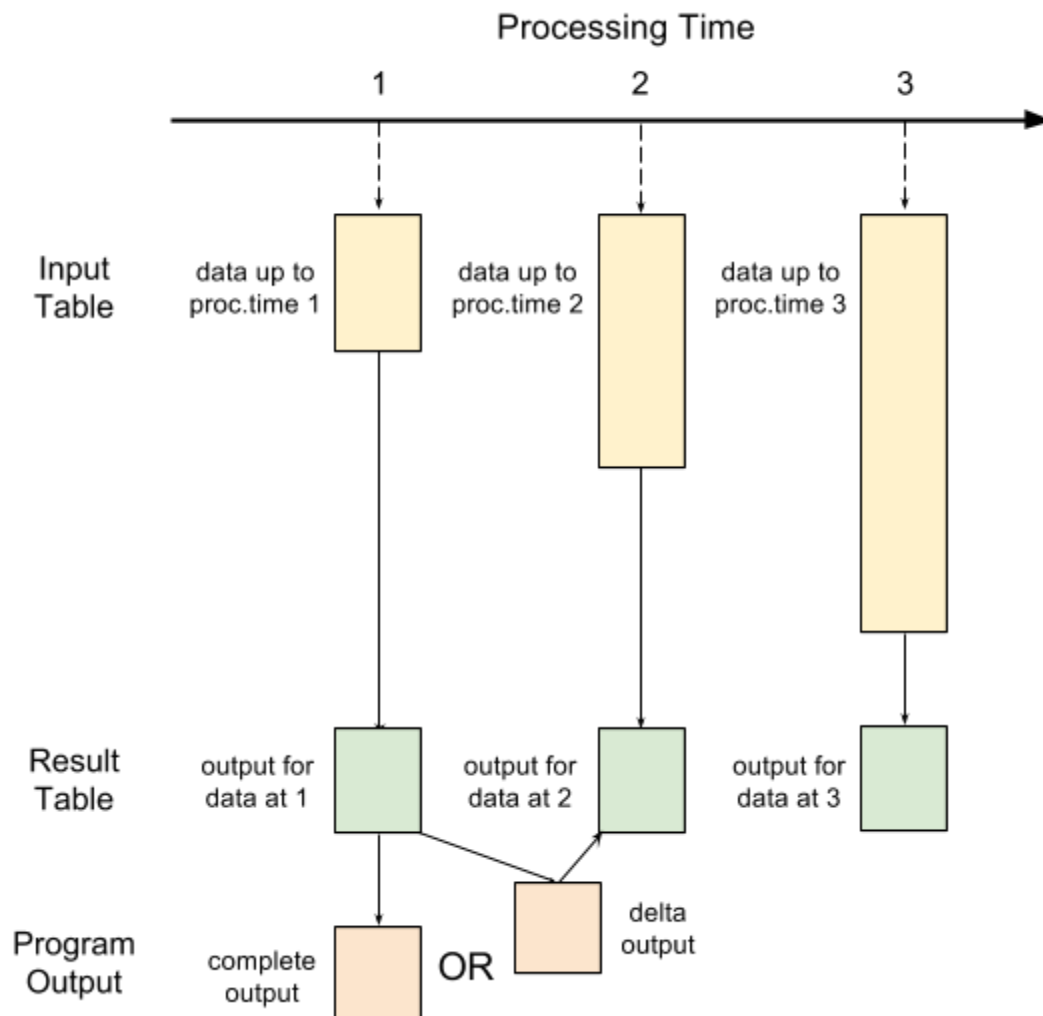 Processing Time
1
2
3
Input
Table
data up to
proc.time 1
data up to
proc.time 2
data up to
proc.time 3
Result
Table
output for
data at 1
output for
data at 2
output for
data at 3
Program
Output
complete
output
OR
delta
output